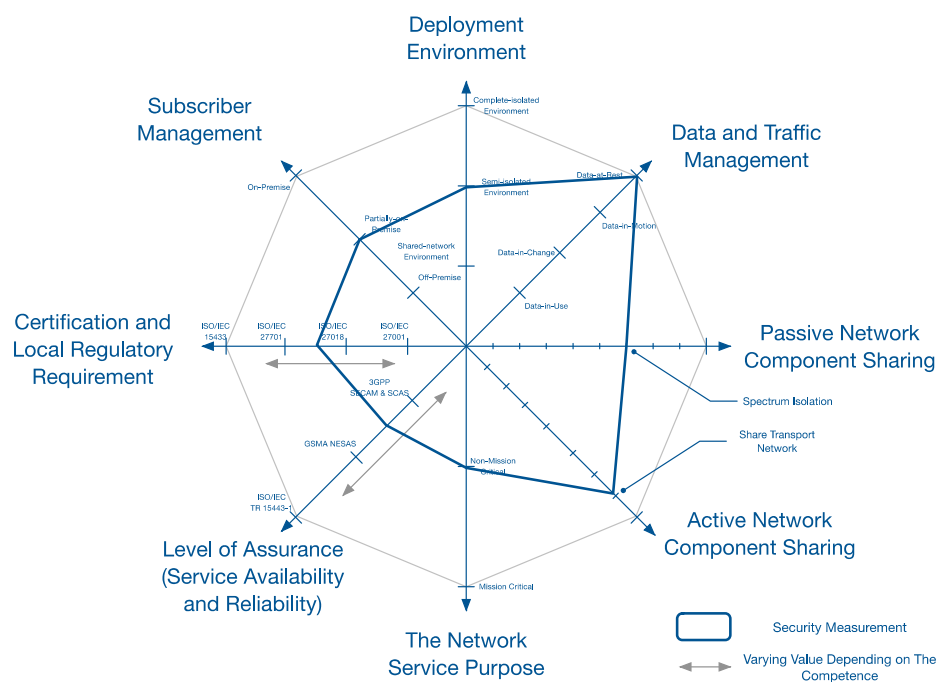 Deployment
Environment
Subscriber
Management
Complete-isolated
Environment
Data and Traffic
Management
On-Premise
Semi-isolated
Environment
Data-at-Rest
Partially-on-
Premise
Data-in-Motion
Shared-network
Environment
Data-in-Change
Off-Premise
Data-in-Use
Certification and
Local Regulatory
Requirement
ISO/IEC
15433
ISO/IEC
27701
ISO/IEC
27018
ISO/IEC
27001
Passive Network
Component Sharing
3GPP
SECAM & SCAS
Spectrum Isolation
GSMA NESAS
Non-Mission
Critical
Share Transport
Network
ISO/IEC
TR 15443-1
Active Network
Component Sharing
Level of Assurance
(Service Availability
and Reliability)
Mission Critical
The Network
Service Purpose
Security Measurement
Varying Value Depending on The
Competence